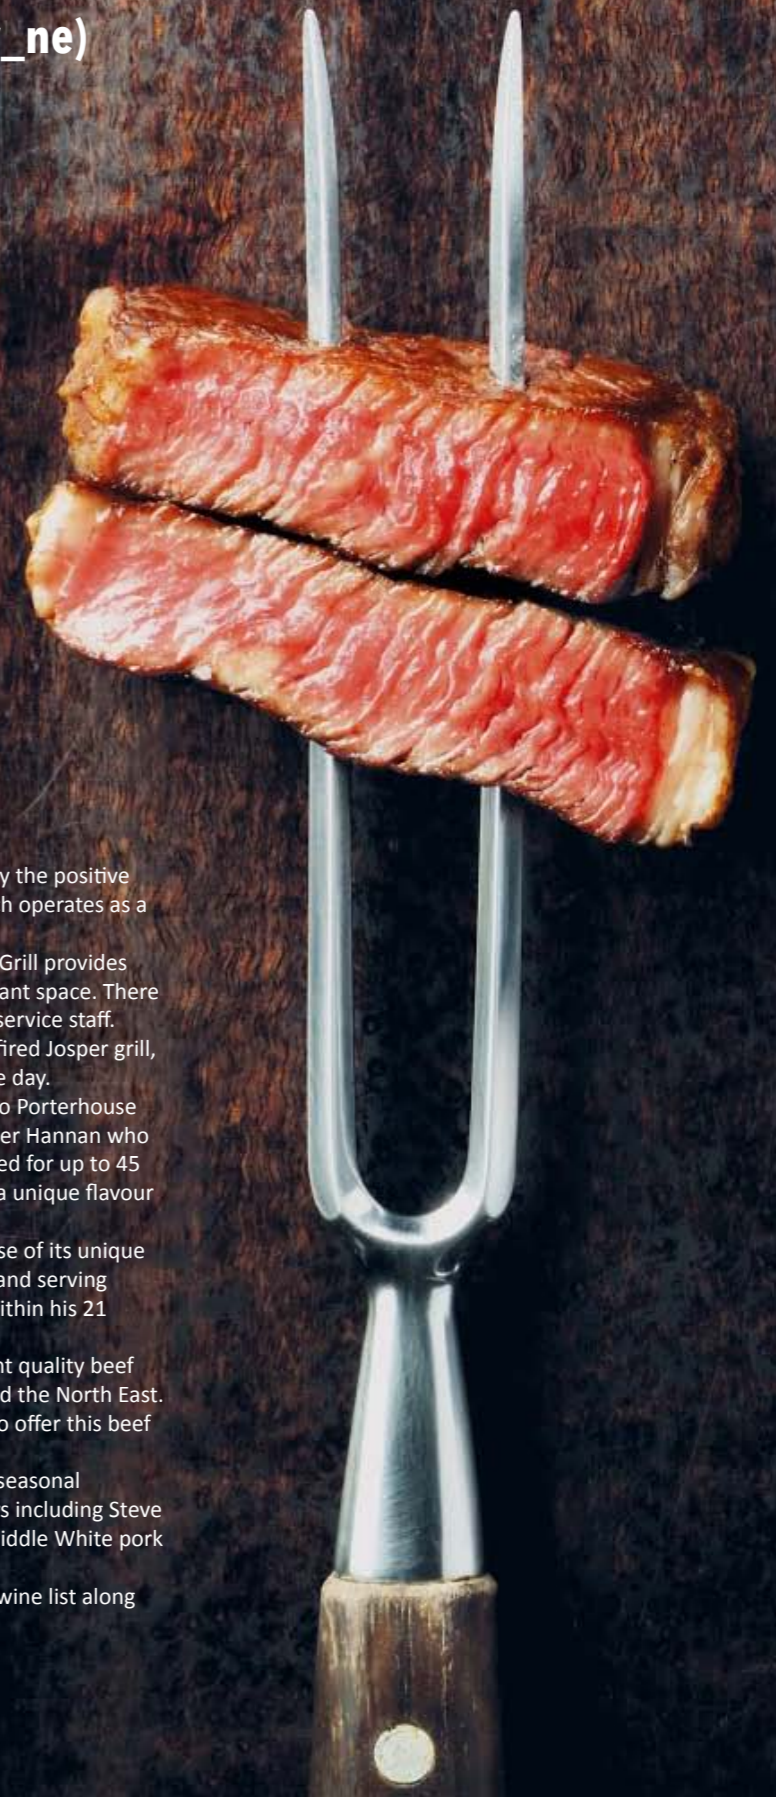 _ne)
y the positive
h operates as a
Grill provides
ant space. There
service staff.
fired Josper grill,
e day.
o Porterhouse
er Hannan who
ed for up to 45
a unique flavour
se of its unique
and serving
ithin his 21
nt quality beef
d the North East.
o offer this beef
seasonal
s including Steve
iddle White pork
wine list along